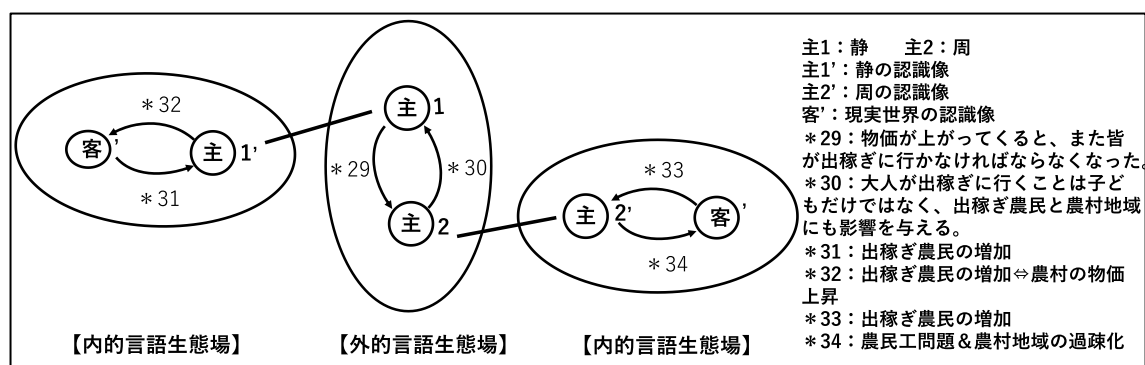 ＊32
客'
主 1'
＊31
主 1
＊29
＊30
主 2
＊33
主 2'
客'
＊34
【内的言語生態場】
【外的言語生態場】
【内的言語生態場】
主1：静　　主2：周
主1'：静の認識像
主2'：周の認識像
客'：現実世界の認識像
＊29：物価が上がってくると、また皆
が出稼ぎに行かなければならなくなった。
＊30：大人が出稼ぎに行くことは子ど
もだけではなく、出稼ぎ農民と農村地域
にも影響を与える。
＊31：出稼ぎ農民の増加
＊32：出稼ぎ農民の増加⇔農村の物価
上昇
＊33：出稼ぎ農民の増加
＊34：農民工問題＆農村地域の過疎化